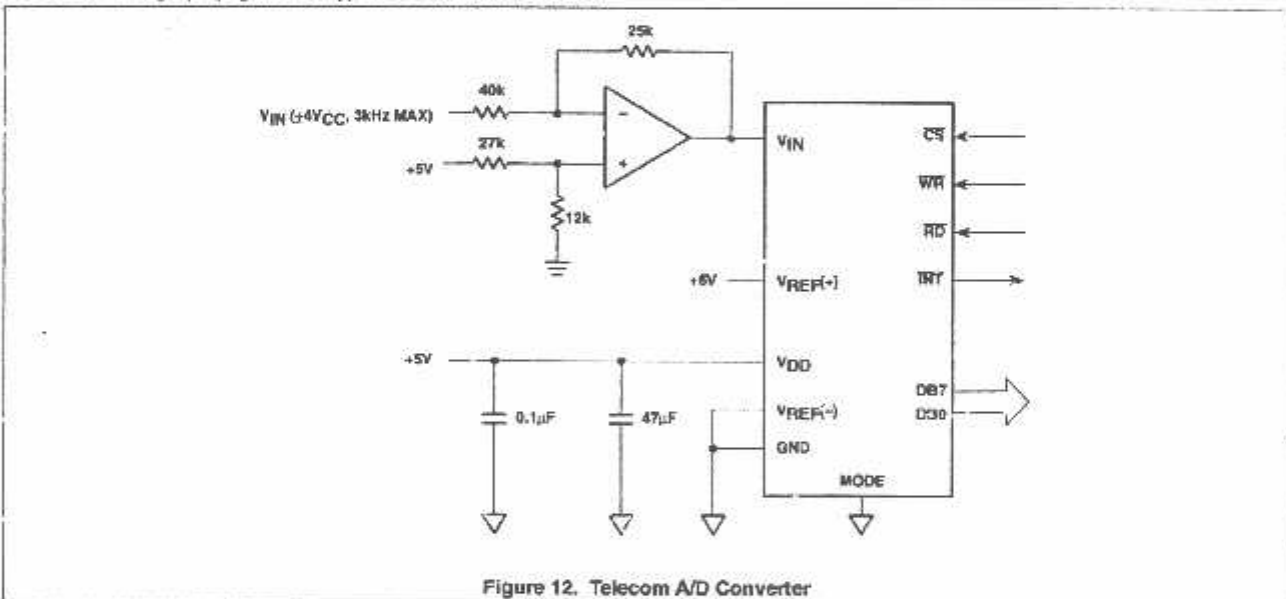 25k
40k
VIN (±4VCC, 3kHz MAX)
27k
+5V
12k
VIN
CS
WR
RD
INT
+5V
VREF(+)
+5V
VDD
DB7
DB0
0.1µF
47µF
VREF(–)
GND
MODE
Figure 12. Telecom A/D Converter